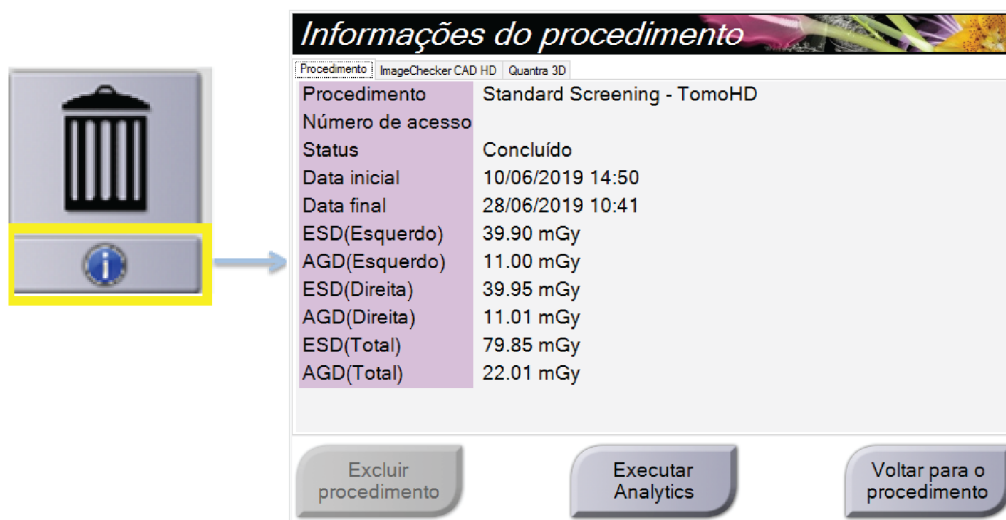 Informações do procedimento
Procedimento ImageChecker CAD HD Quantra 3D
Procedimento Standard Screening - TomoHD
Número de acesso
Status Concluído
Data inicial 10/06/2019 14:50
Data final 28/06/2019 10:41
ESD(Esquerdo) 39.90 mGy
AGD(Esquerdo) 11.00 mGy
ESD(Direita) 39.95 mGy
AGD(Direita) 11.01 mGy
ESD(Total) 79.85 mGy
AGD(Total) 22.01 mGy
Excluir
procedimento
Executar
Analytics
Voltar para o
procedimento